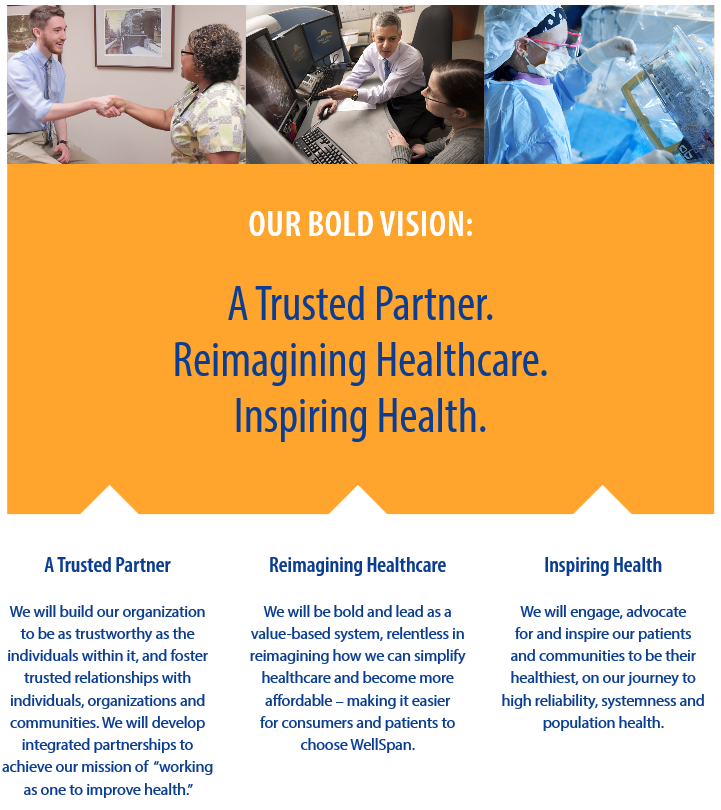 OUR BOLD VISION:
A Trusted Partner.
Reimagining Healthcare.
Inspiring Health.
A Trusted Partner
We will build our organization
to be as trustworthy as the
individuals within it, and foster
trusted relationships with
individuals, organizations and
communities. We will develop
integrated partnerships to
achieve our mission of “working
as one to improve health.”
Reimagining Healthcare
We will be bold and lead as a
value-based system, relentless in
reimagining how we can simplify
healthcare and become more
affordable – making it easier
for consumers and patients to
choose WellSpan.
Inspiring Health
We will engage, advocate
for and inspire our patients
and communities to be their
healthiest, on our journey to
high reliability, systemness and
population health.